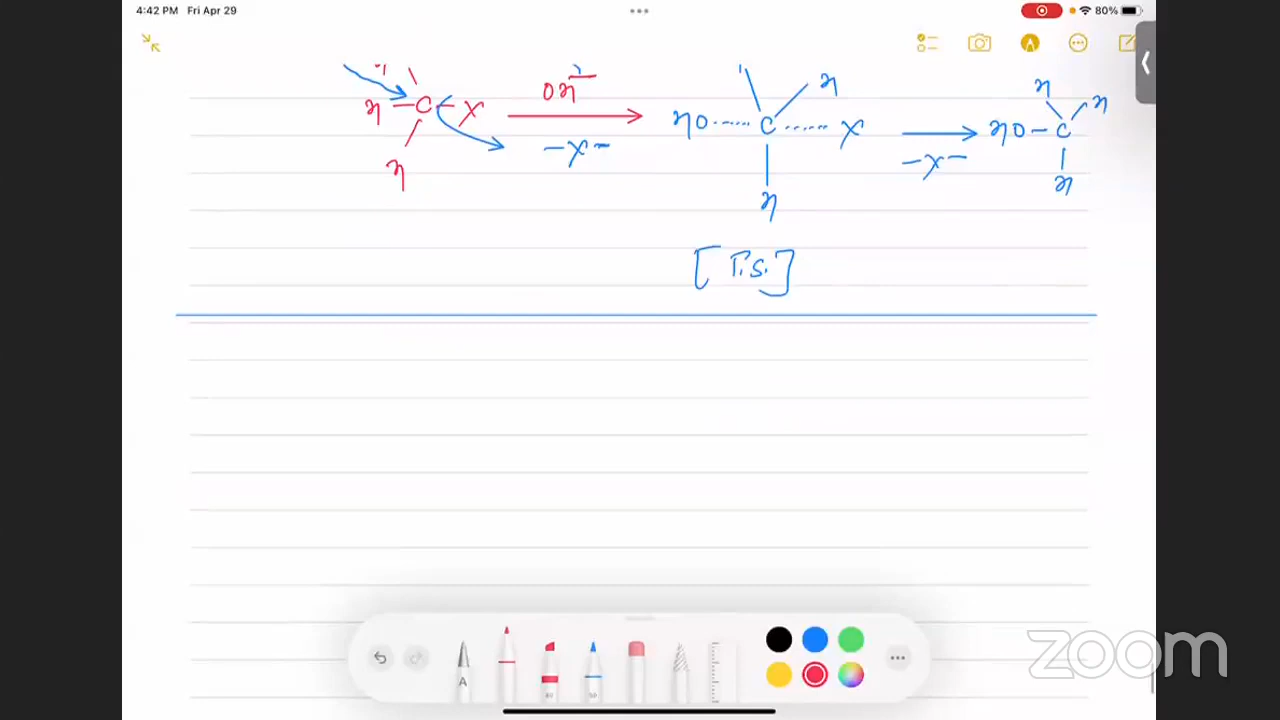 4:42 PM Fri Apr 29
80%
H – C – X OH⁻ HO ····· C ····· X H H H
–X⁻ –X⁻ HO – C
H H H
[T.S.]
zoom